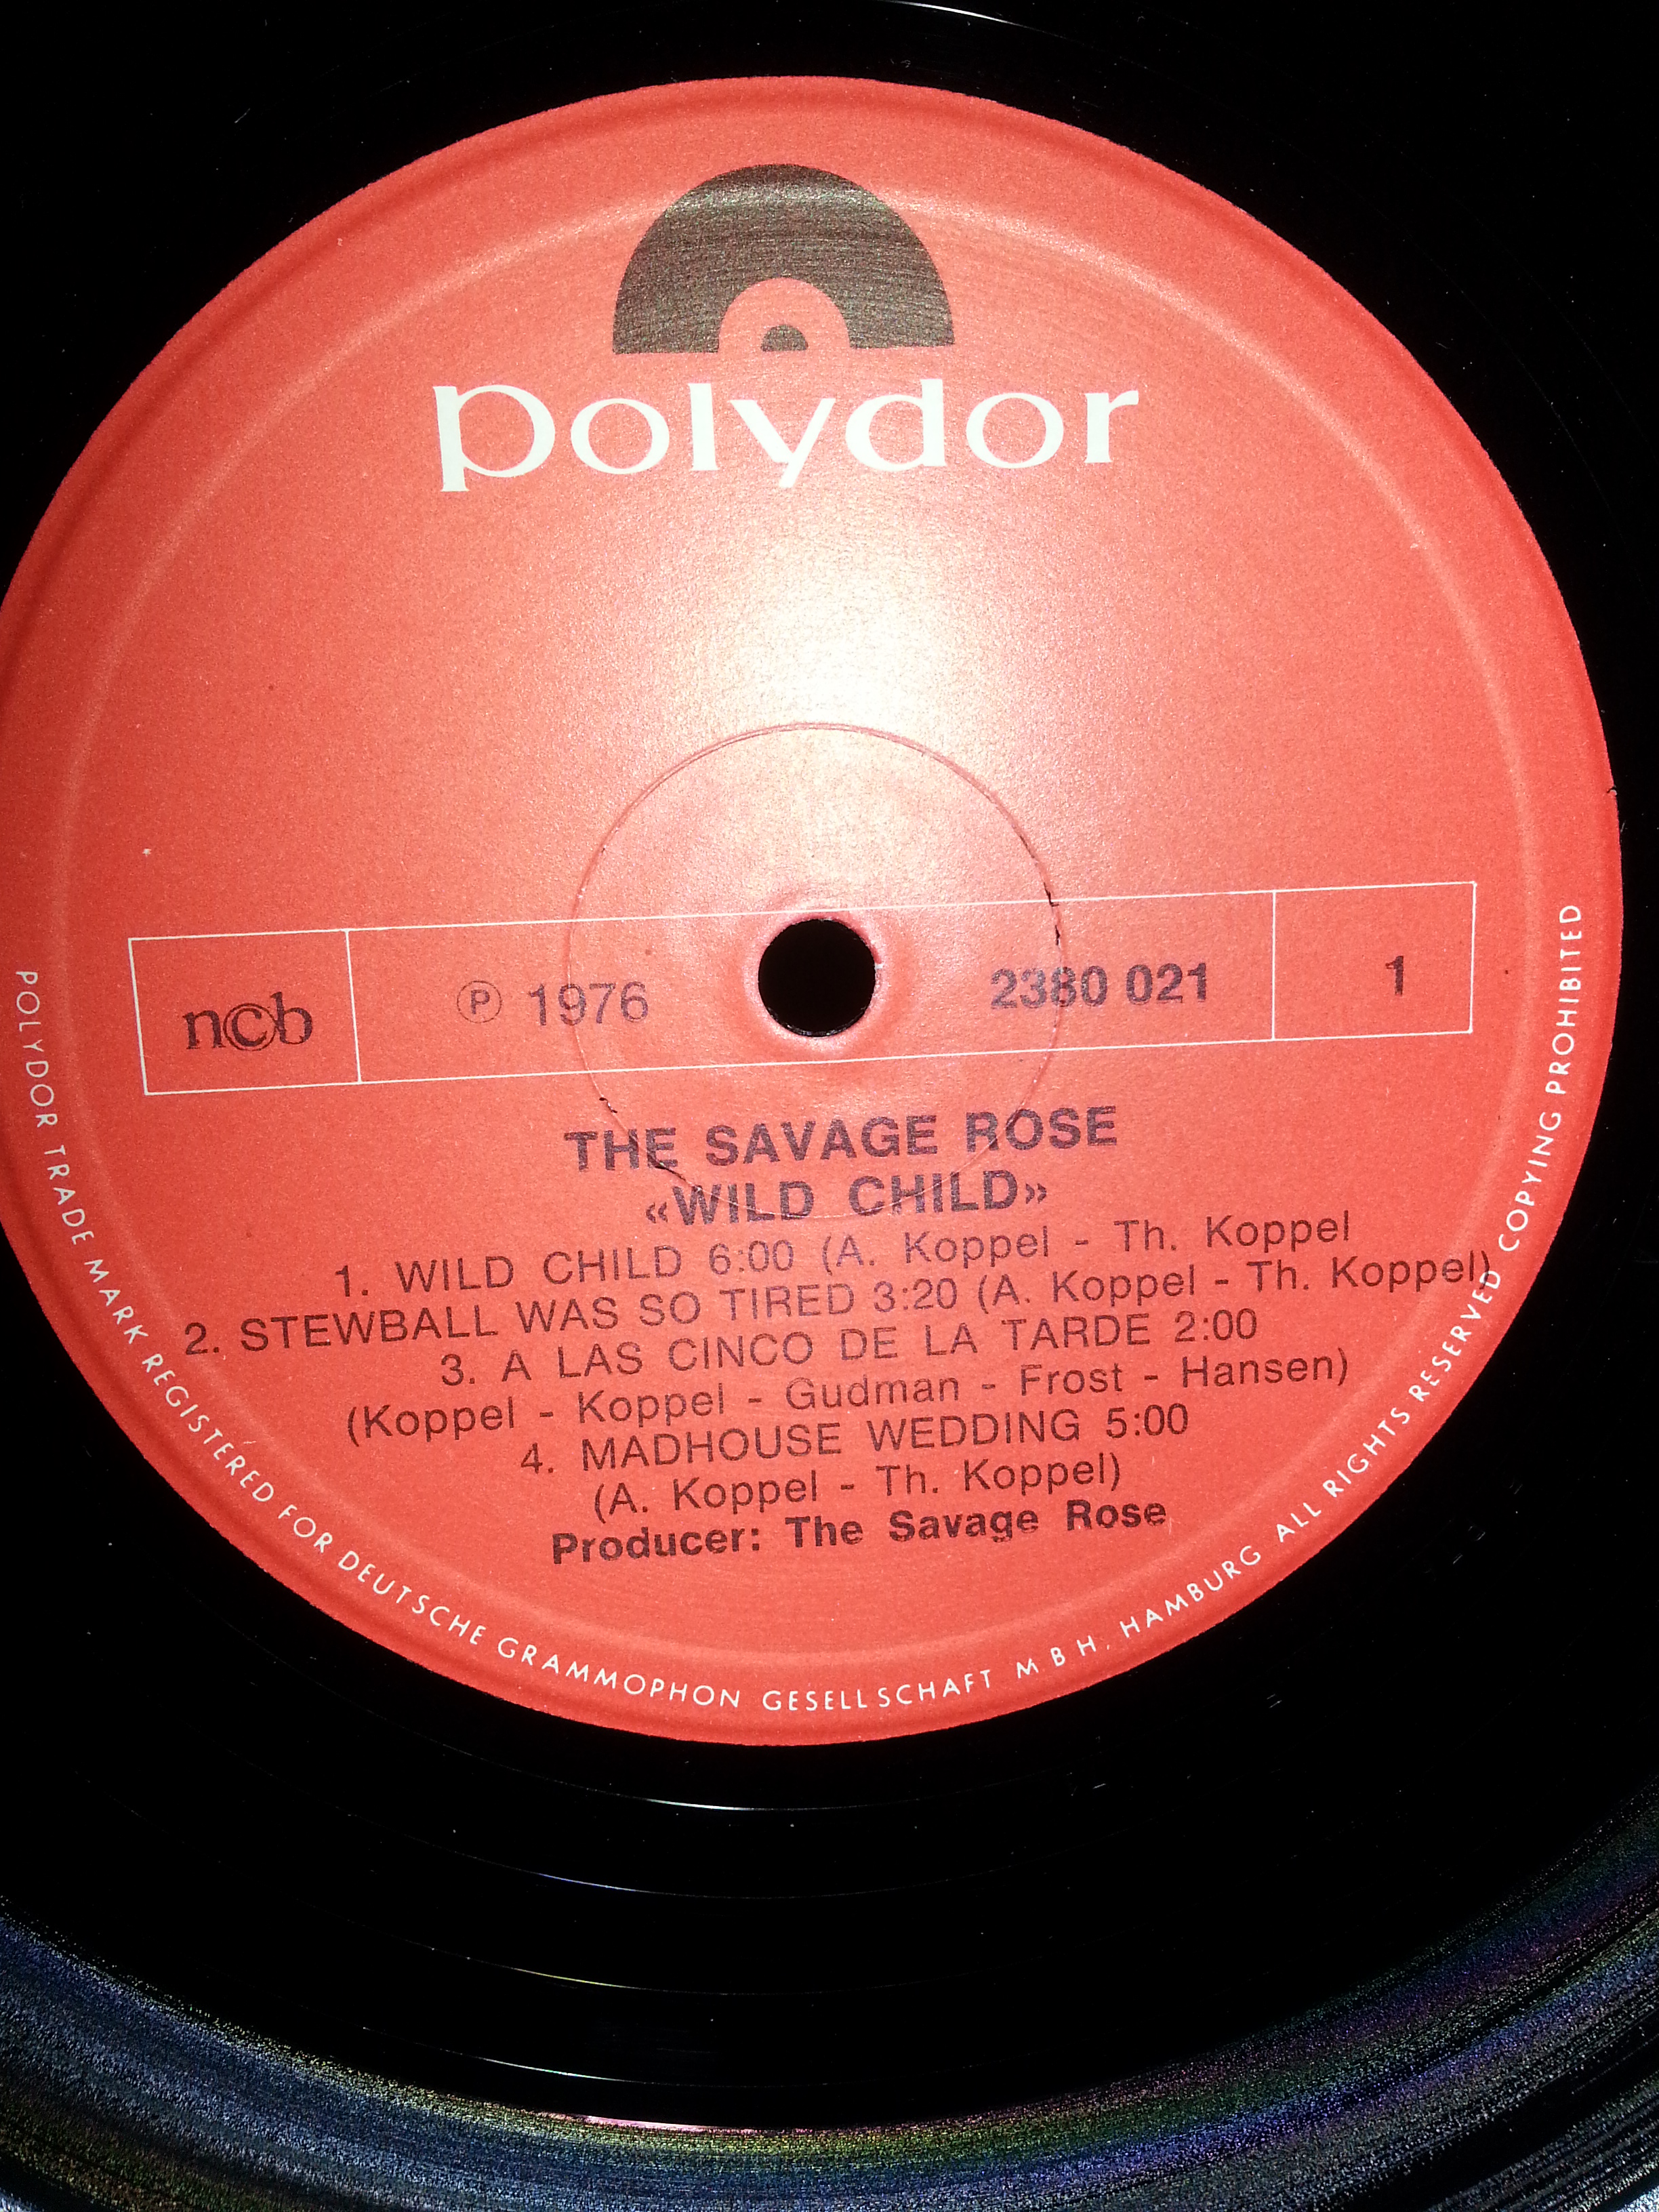 polydor
ncb
Ⓟ 1976
2380 021
1
THE SAVAGE ROSE
«WILD CHILD»
1. WILD CHILD 6:00 (A. Koppel - Th. Koppel
2. STEWBALL WAS SO TIRED 3:20 (A. Koppel - Th. Koppel)
3. A LAS CINCO DE LA TARDE 2:00
(Koppel - Koppel - Gudman - Frost - Hansen)
4. MADHOUSE WEDDING 5:00
(A. Koppel - Th. Koppel)
Producer: The Savage Rose
POLYDOR TRADE MARK REGISTERED FOR DEUTSCHE GRAMMOPHON GESELLSCHAFT M B H. HAMBURG ALL RIGHTS RESERVED COPYING PROHIBITED